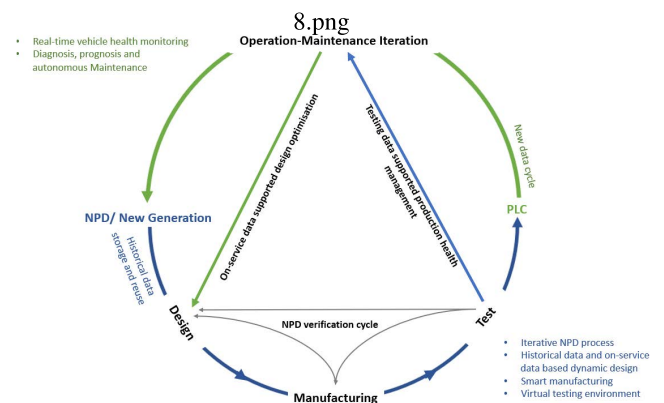 8.png
Operation-Maintenance Iteration
• Real-time vehicle health monitoring
• Diagnosis, prognosis and
autonomous Maintenance
On-service data supported design optimisation
Testing data supported production health
management
New data cycle
PLC
NPD/ New Generation
Historical data
storage and reuse
Design
Test
NPD verification cycle
Manufacturing
• Iterative NPD process
• Historical data and on-service
data based dynamic design
• Smart manufacturing
• Virtual testing environment